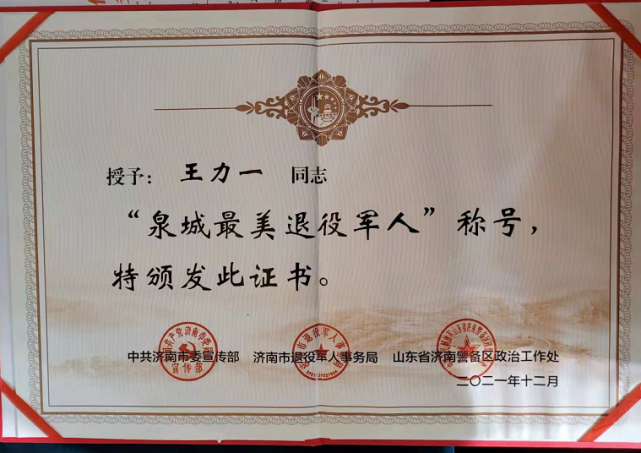 授予： 王力一 同志
“泉城最美退役军人”称号，
特颁发此证书。
中共济南市委宣传部 济南市退役军人事务局 山东省济南警备区政治工作处
二〇二一年十二月